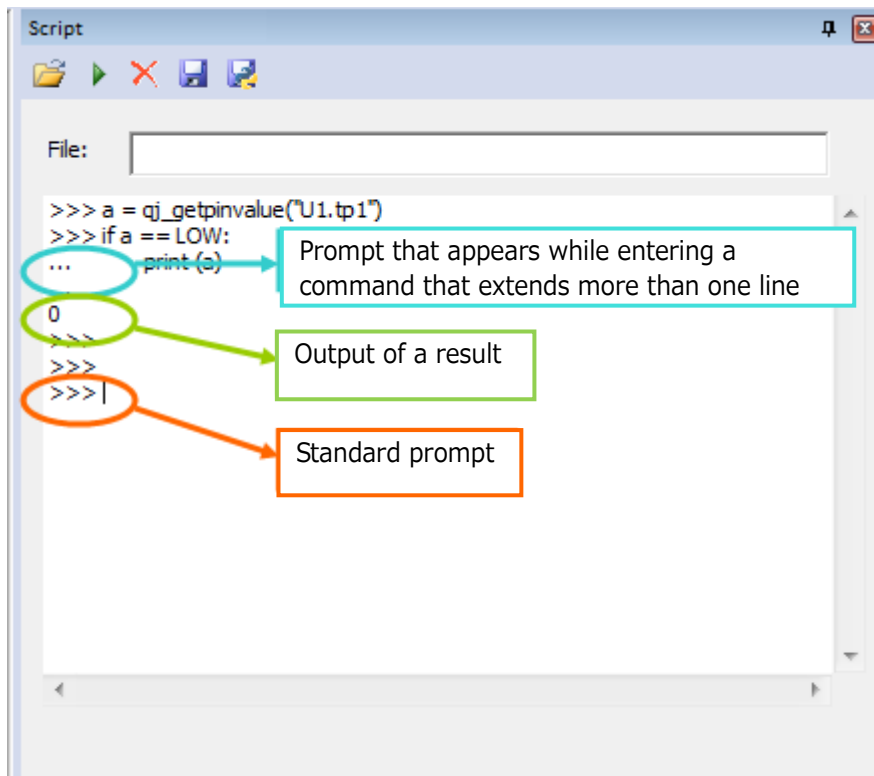 Script
File:
>>> a = qj_getpinvalue("U1.tp1")
>>> if a == LOW:
... print (a)
Prompt that appears while entering a
command that extends more than one line
0
>>>
>>>
>>>
Output of a result
Standard prompt